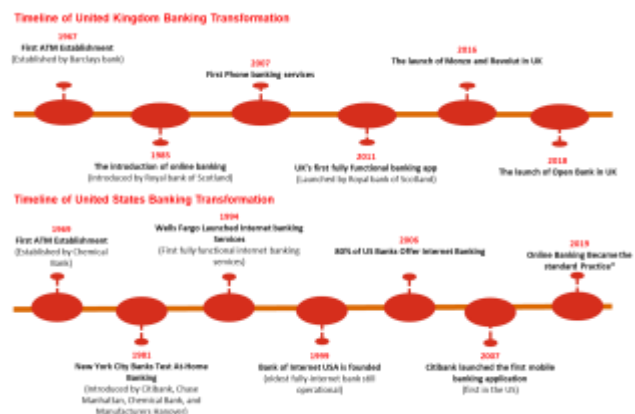 Timeline of United Kingdom Banking Transformation
1967
First ATM Establishment
(Established by Barclays bank)
2007
First Phone banking services
2016
The launch of Monzo and Revolut in UK
1985
The introduction of online banking
(Introduced by Royal bank of Scotland)
2011
UK's first fully functional banking app
(Launched by Royal bank of Scotland)
2018
The launch of Open Bank in UK
Timeline of United States Banking Transformation
1969
First ATM Establishment
(Established by Chemical
Bank)
1994
Wells Fargo Launched Internet banking
Services
(First fully functional internet banking
services)
2006
80% of US Banks Offer Internet Banking
2019
Online Banking Became the
standard Practice"
1981
New York City Banks Test At-Home
Banking
(Introduced by Citibank, Chase
Manhattan, Chemical Bank, and
Manufacturers Hanover)
1999
Bank of Internet USA is founded
(oldest fully-internet bank still
operational)
2007
Citibank launched the first mobile
banking application
(first in the US)